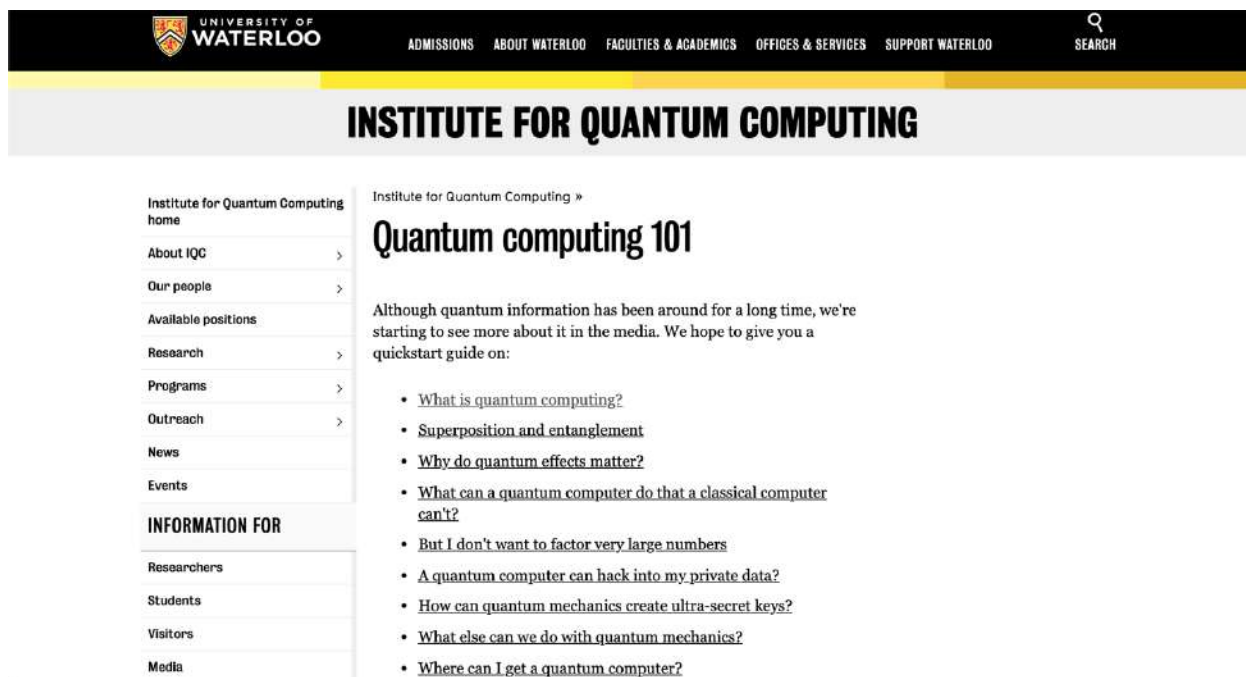 UNIVERSITY OF
WATERLOO
ADMISSIONS ABOUT WATERLOO FACULTIES & ACADEMICS OFFICES & SERVICES SUPPORT WATERLOO
SEARCH
INSTITUTE FOR QUANTUM COMPUTING
Institute for Quantum Computing
home
About IQC
Our people
Available positions
Research
Programs
Outreach
News
Events
INFORMATION FOR
Researchers
Students
Visitors
Media
Institute for Quantum Computing »
Quantum computing 101
Although quantum information has been around for a long time, we're
starting to see more about it in the media. We hope to give you a
quickstart guide on:
• What is quantum computing?
• Superposition and entanglement
• Why do quantum effects matter?
• What can a quantum computer do that a classical computer
can't?
• But I don't want to factor very large numbers
• A quantum computer can hack into my private data?
• How can quantum mechanics create ultra-secret keys?
• What else can we do with quantum mechanics?
• Where can I get a quantum computer?